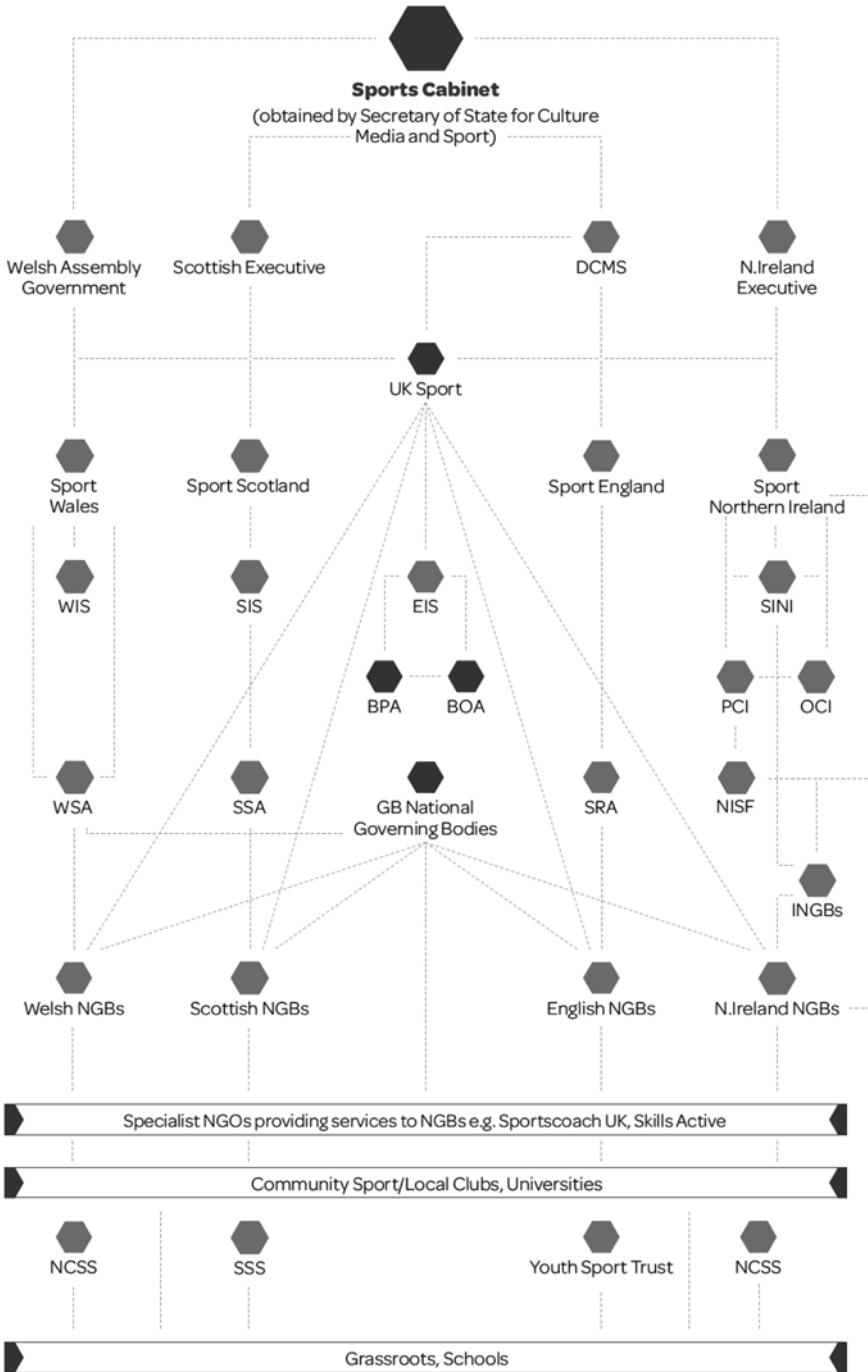 Sports Cabinet
(obtained by Secretary of State for Culture
Media and Sport)
Welsh Assembly
Government
Scottish Executive
DCMS
N.Ireland
Executive
UK Sport
Sport
Wales
Sport Scotland
Sport England
Sport
Northern Ireland
WIS
SIS
EIS
SINI
BPA
BOA
PCI
OCI
WSA
SSA
GB National
Governing Bodies
SRA
NISF
INGBs
Welsh NGBs
Scottish NGBs
English NGBs
N.Ireland NGBs
Specialist NGOs providing services to NGBs e.g. Sportscoach UK, Skills Active
Community Sport/Local Clubs, Universities
NCSS
SSS
Youth Sport Trust
NCSS
Grassroots, Schools